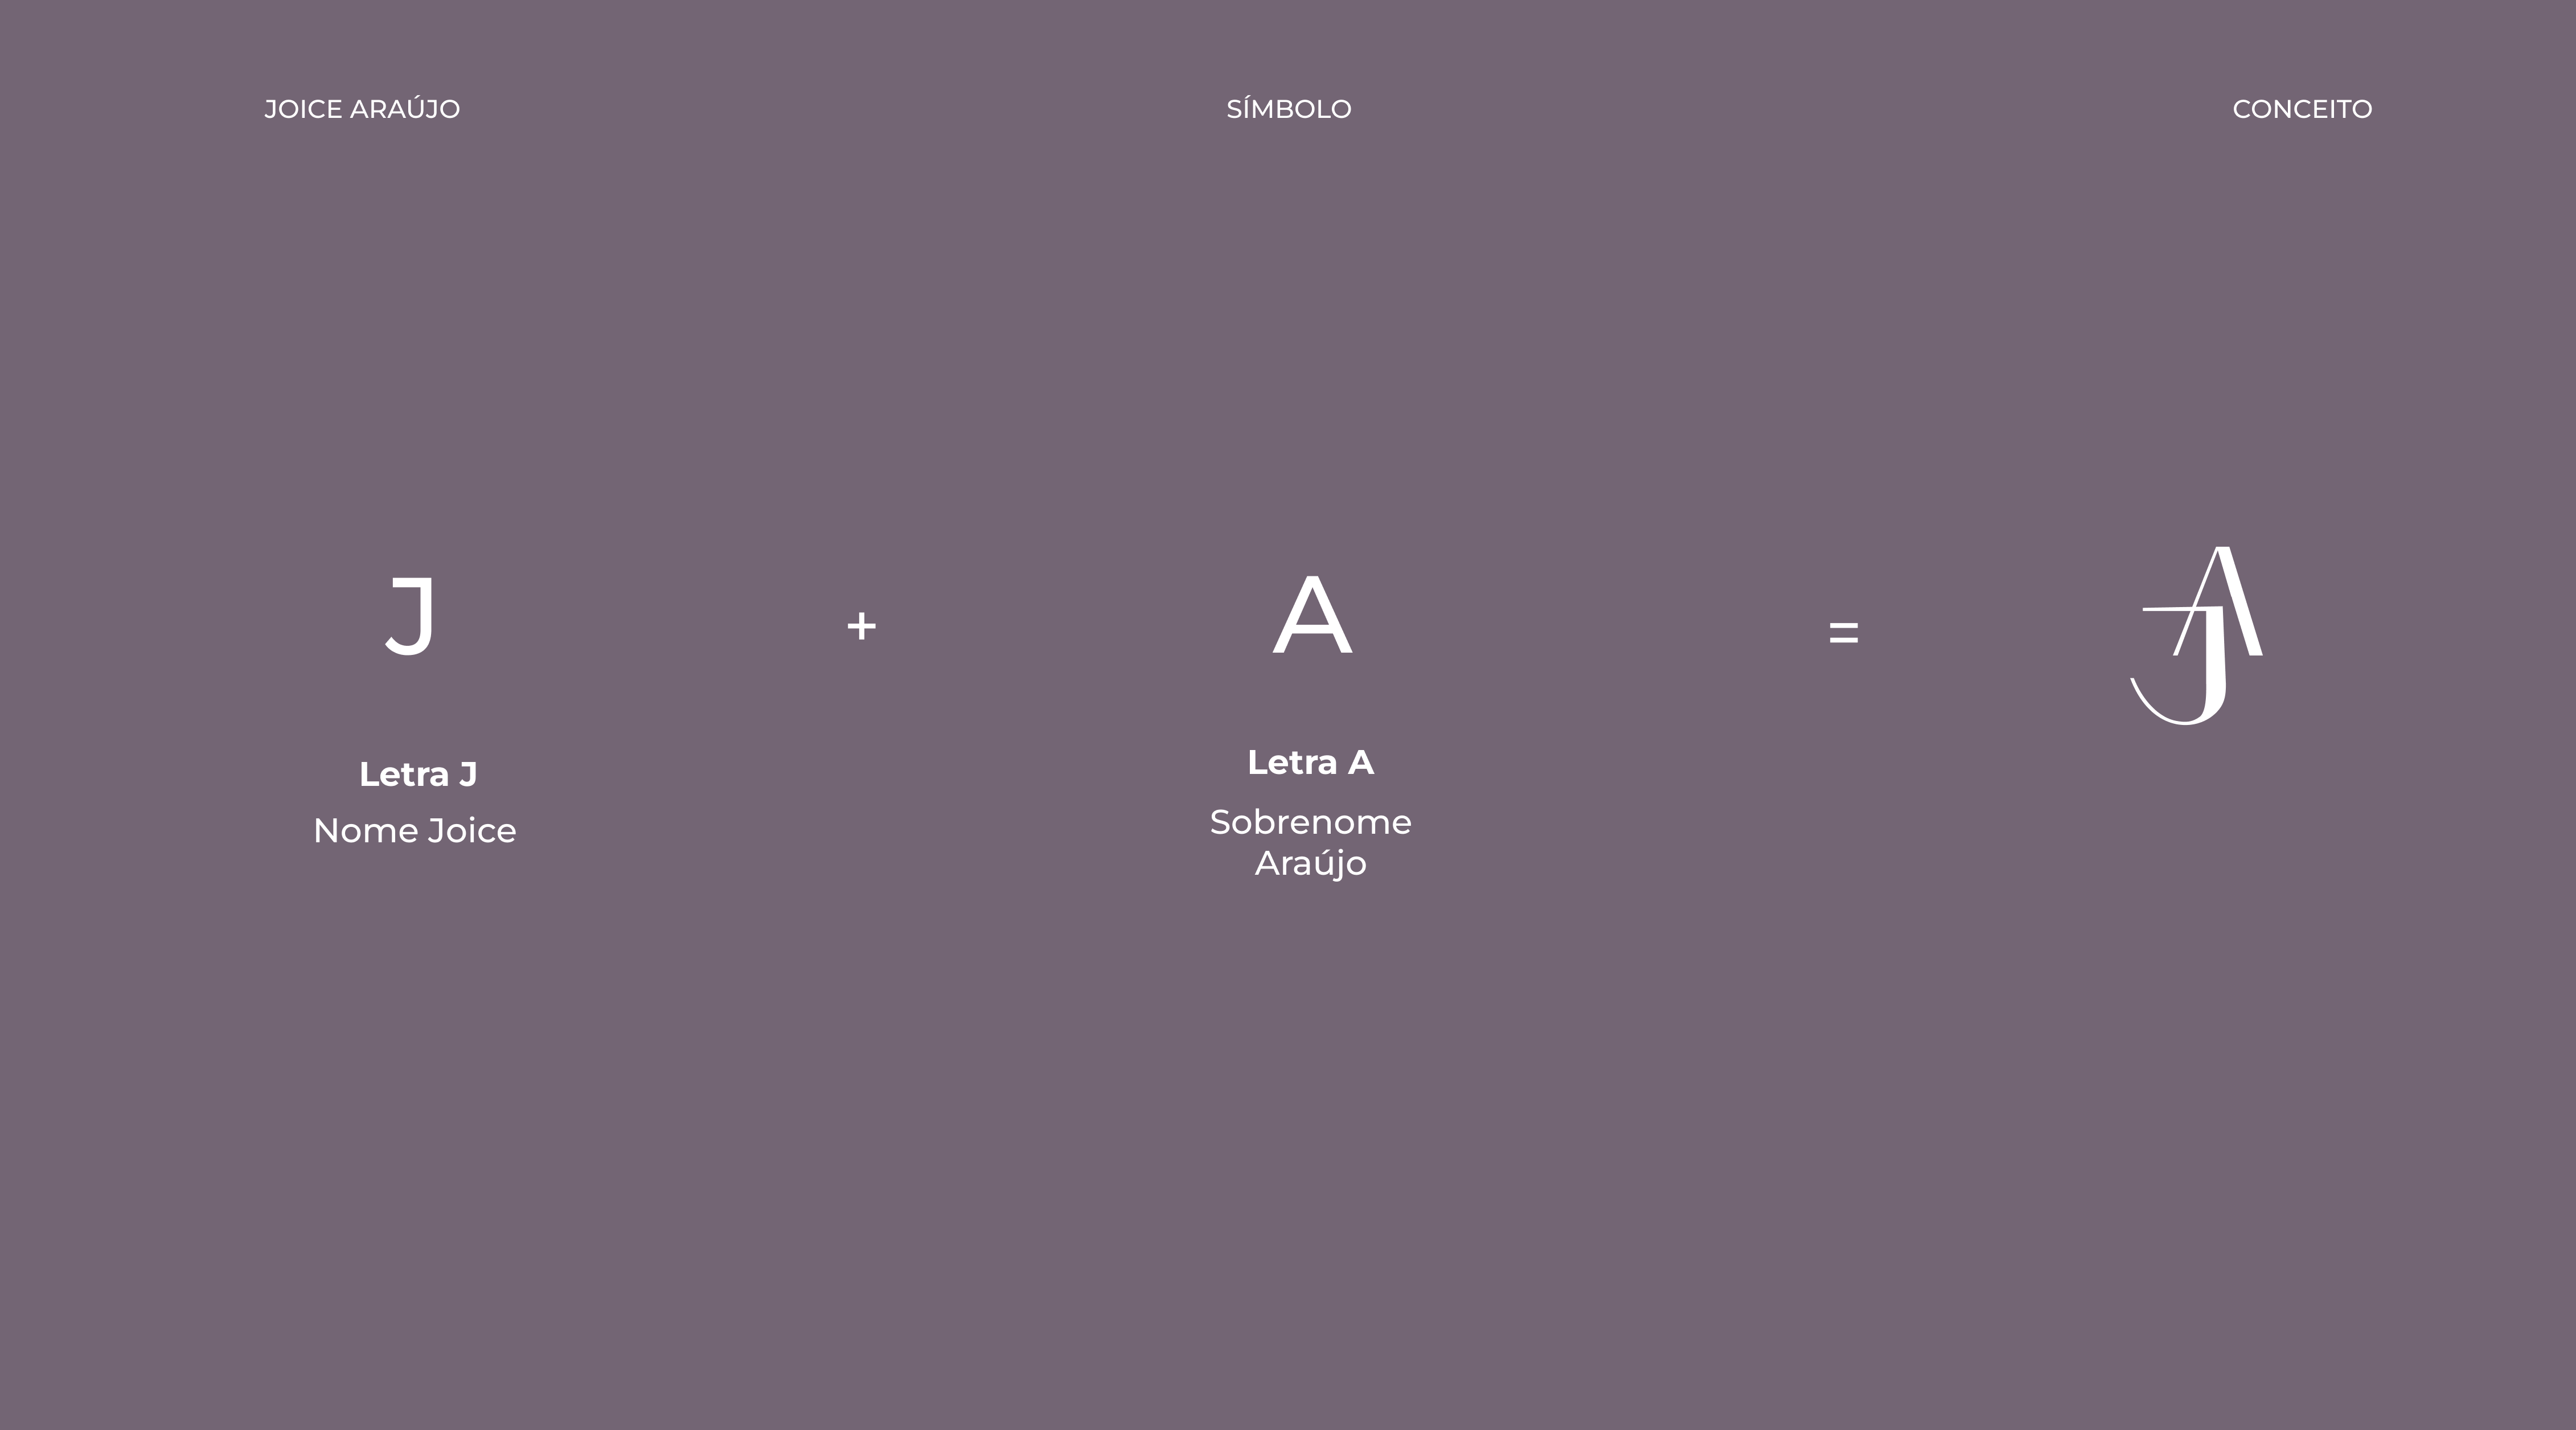 JOICE ARAÚJO
SÍMBOLO
CONCEITO
J
+
A
=
JA
Letra J
Nome Joice
Letra A
Sobrenome
Araújo